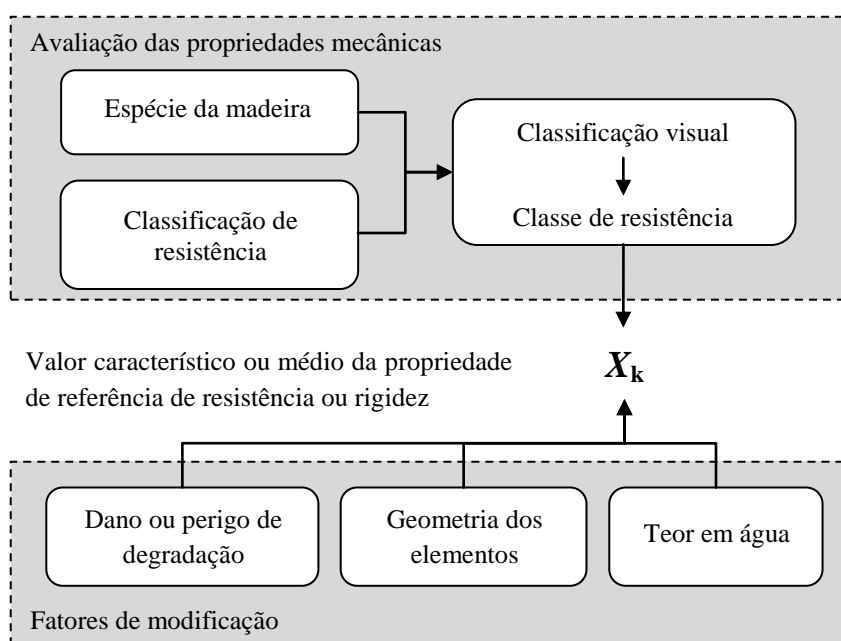 Avaliação das propriedades mecânicas
Espécie da madeira
Classificação de
resistência
Classificação visual
Classe de resistência
Valor característico ou médio da propriedade
de referência de resistência ou rigidez
Xk
Dano ou perigo de
degradação
Geometria dos
elementos
Teor em água
Fatores de modificação